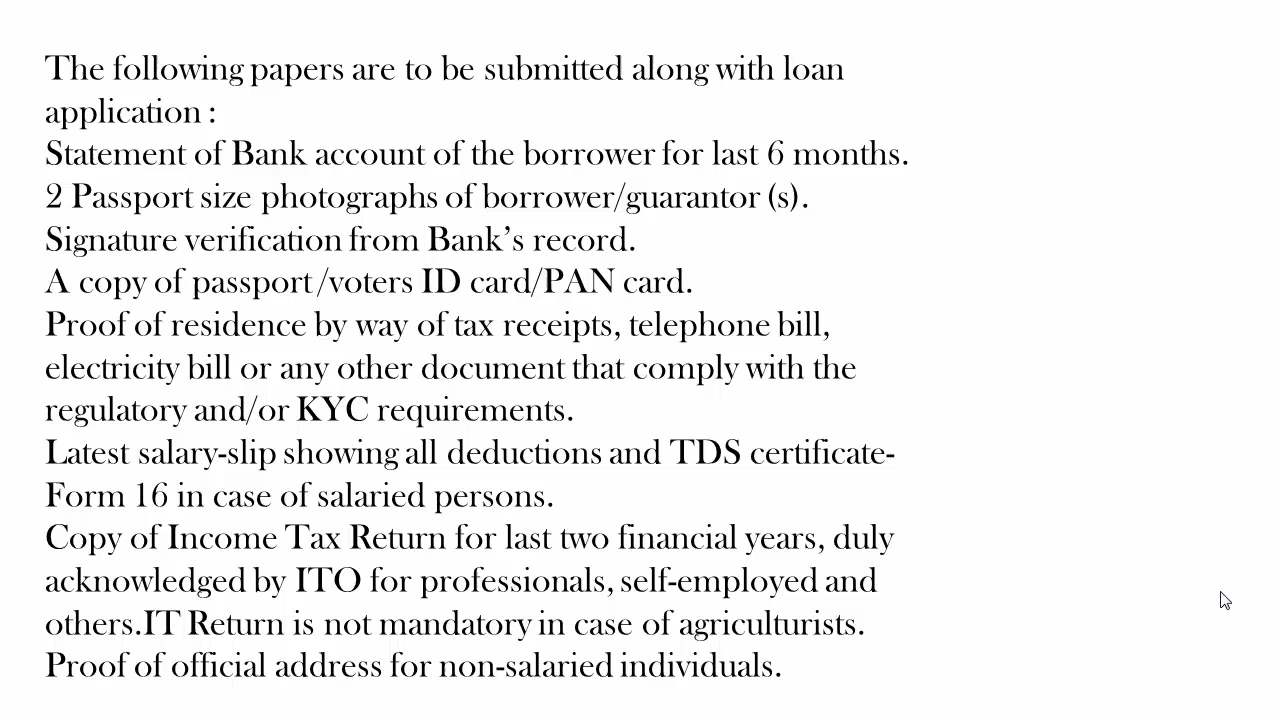 The following papers are to be submitted along with loan
application :
Statement of Bank account of the borrower for last 6 months.
2 Passport size photographs of borrower/guarantor (s).
Signature verification from Bank’s record.
A copy of passport /voters ID card/PAN card.
Proof of residence by way of tax receipts, telephone bill,
electricity bill or any other document that comply with the
regulatory and/or KYC requirements.
Latest salary-slip showing all deductions and TDS certificate-
Form 16 in case of salaried persons.
Copy of Income Tax Return for last two financial years, duly
acknowledged by ITO for professionals, self-employed and
others.IT Return is not mandatory in case of agriculturists.
Proof of official address for non-salaried individuals.